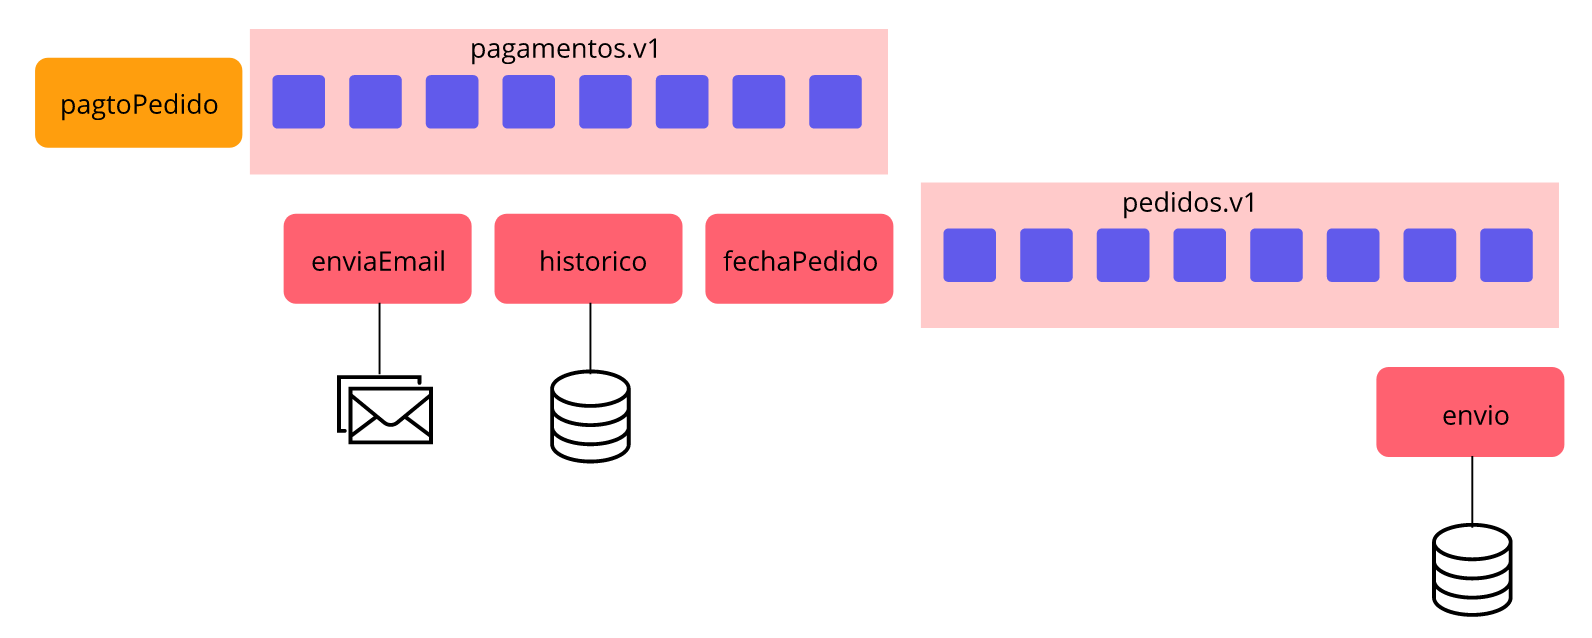 pagamentos.v1
pagtoPedido
pedidos.v1
enviaEmail
historico
fechaPedido
envio